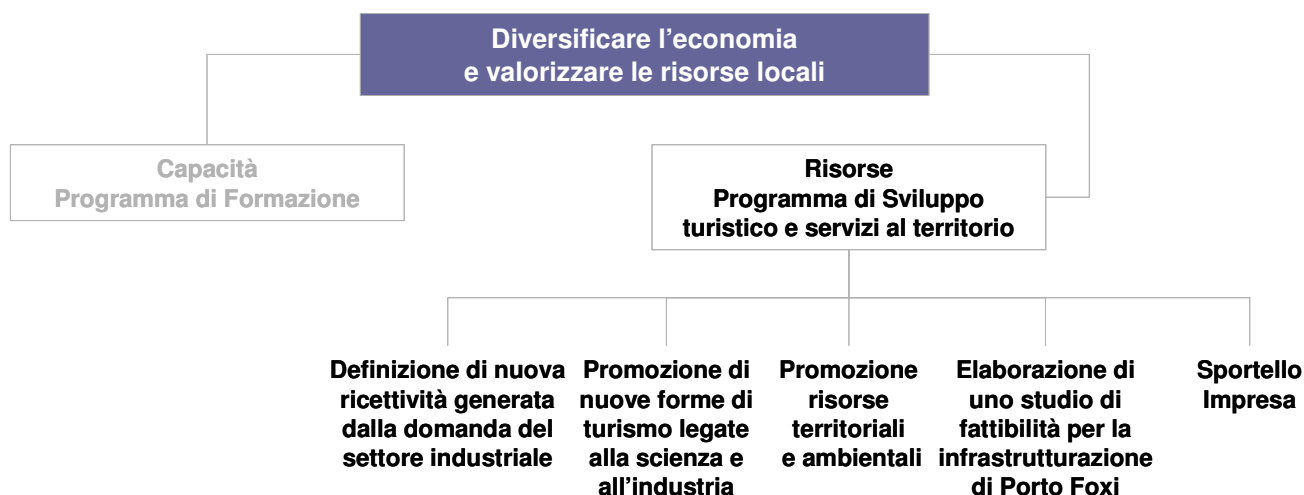 Diversificare l'economia
e valorizzare le risorse locali
Capacità
Programma di Formazione
Risorse
Programma di Sviluppo
turistico e servizi al territorio
Definizione di nuova
ricettività generata
dalla domanda del
settore industriale
Promozione di
nuove forme di
turismo legate
alla scienza e
all'industria
Promozione
risorse
territoriali
e ambientali
Elaborazione di
uno studio di
fattibilità per la
infrastrutturazione
di Porto Foxi
Sportello
Impresa